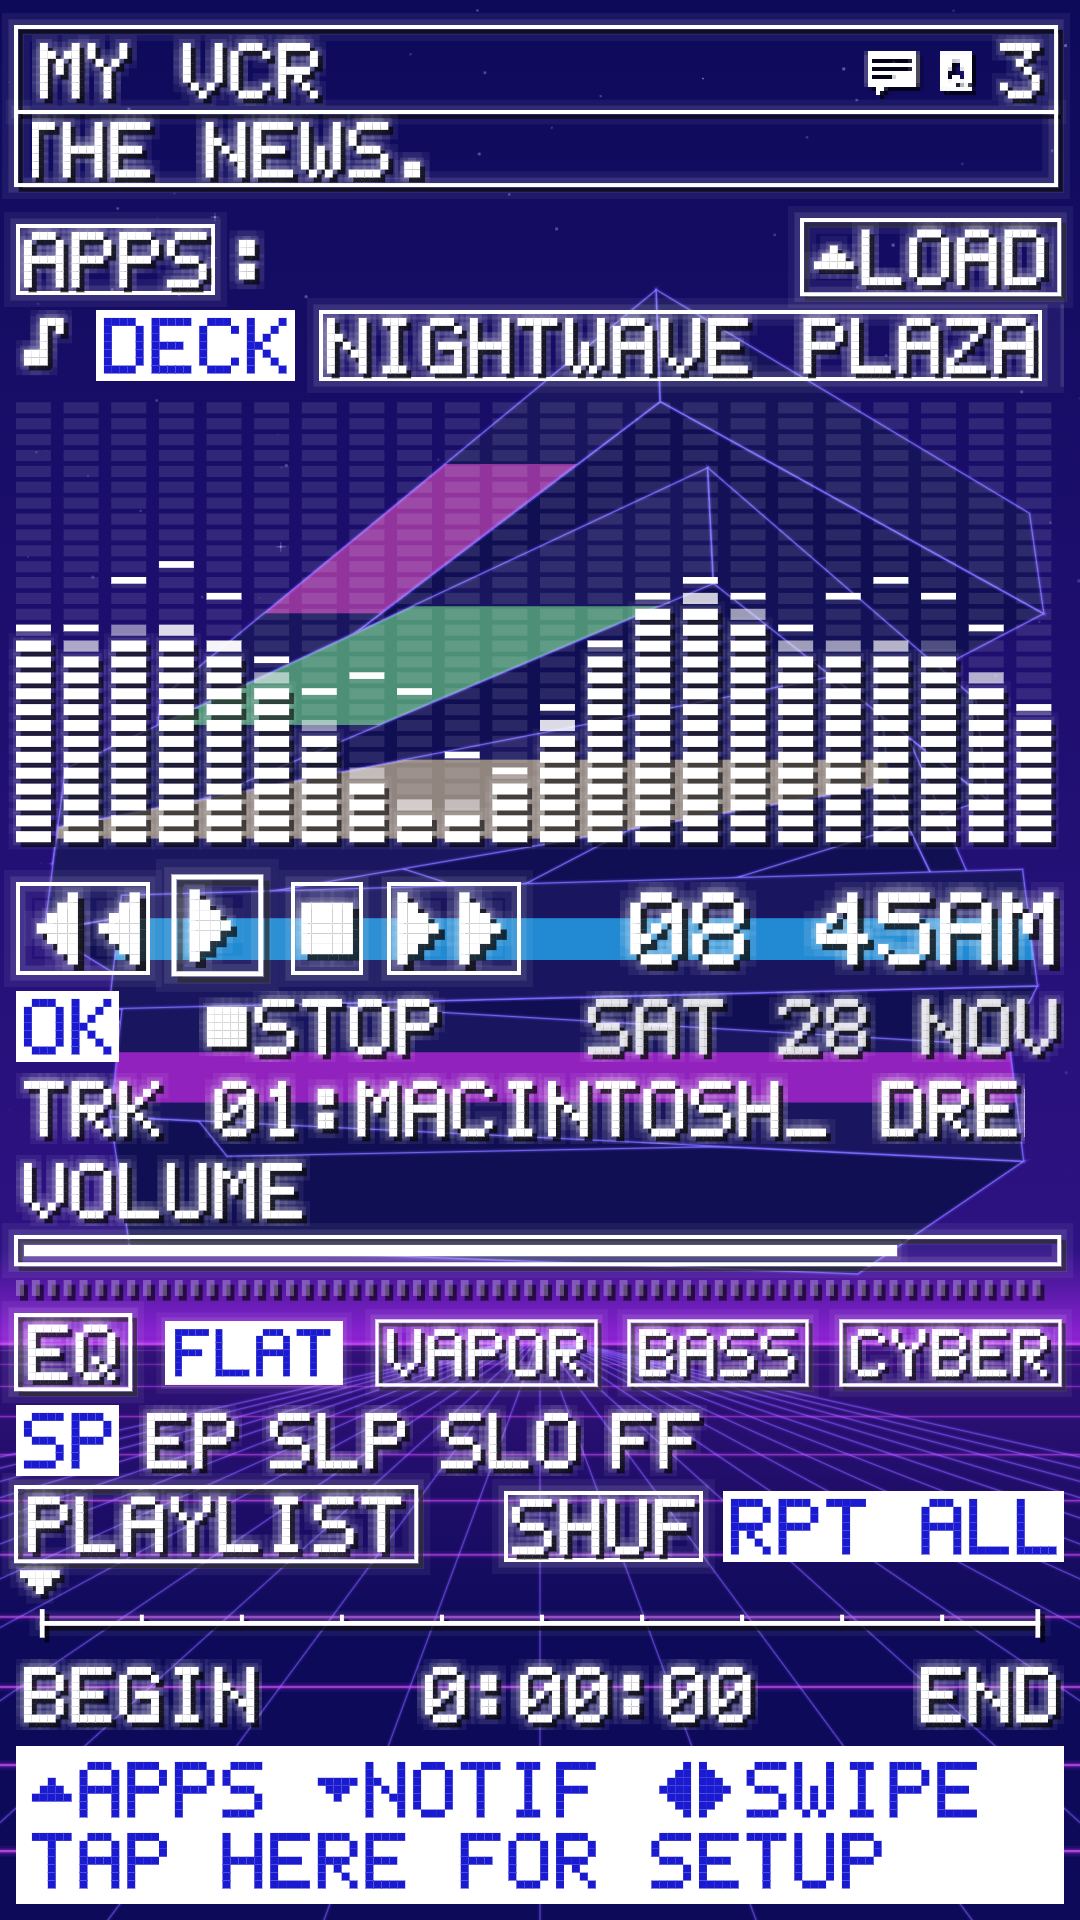 MY VCR 3
THE NEWS.
APPS: LOAD
DECK NIGHTWAVE PLAZA
08 45AM
OK STOP SAT 28 NOV
TRK 01:MACINTOSH_ DRE
VOLUME
EQ FLAT VAPOR BASS CYBER
SP EP SLP SLO FF
PLAYLIST SHUF RPT ALL
BEGIN 0:00:00 END
APPS NOTIF SWIPE
TAP HERE FOR SETUP